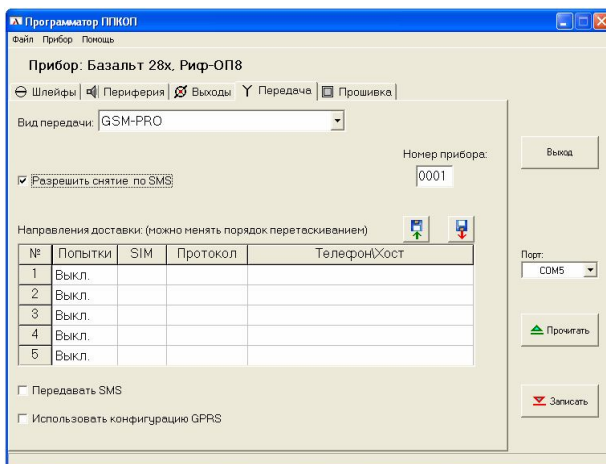 Программатор ППКОП
Файл Прибор Помощь
Прибор: Базальт 28х, Риф-ОП8
Шлейфы Периферия Выходы Передача Прошивка
Вид передачи: GSM-PRO
Номер прибора:
Выход
Разрешить снятие по SMS
0001
Направления доставки: (можно менять порядок перетаскиванием)
№ Попытки SIM Протокол Телефон\Хост
Порт:
1 Выкл.
COM5
2 Выкл.
3 Выкл.
4 Выкл.
Прочитать
5 Выкл.
Передавать SMS
Записать
Использовать конфигурацию GPRS